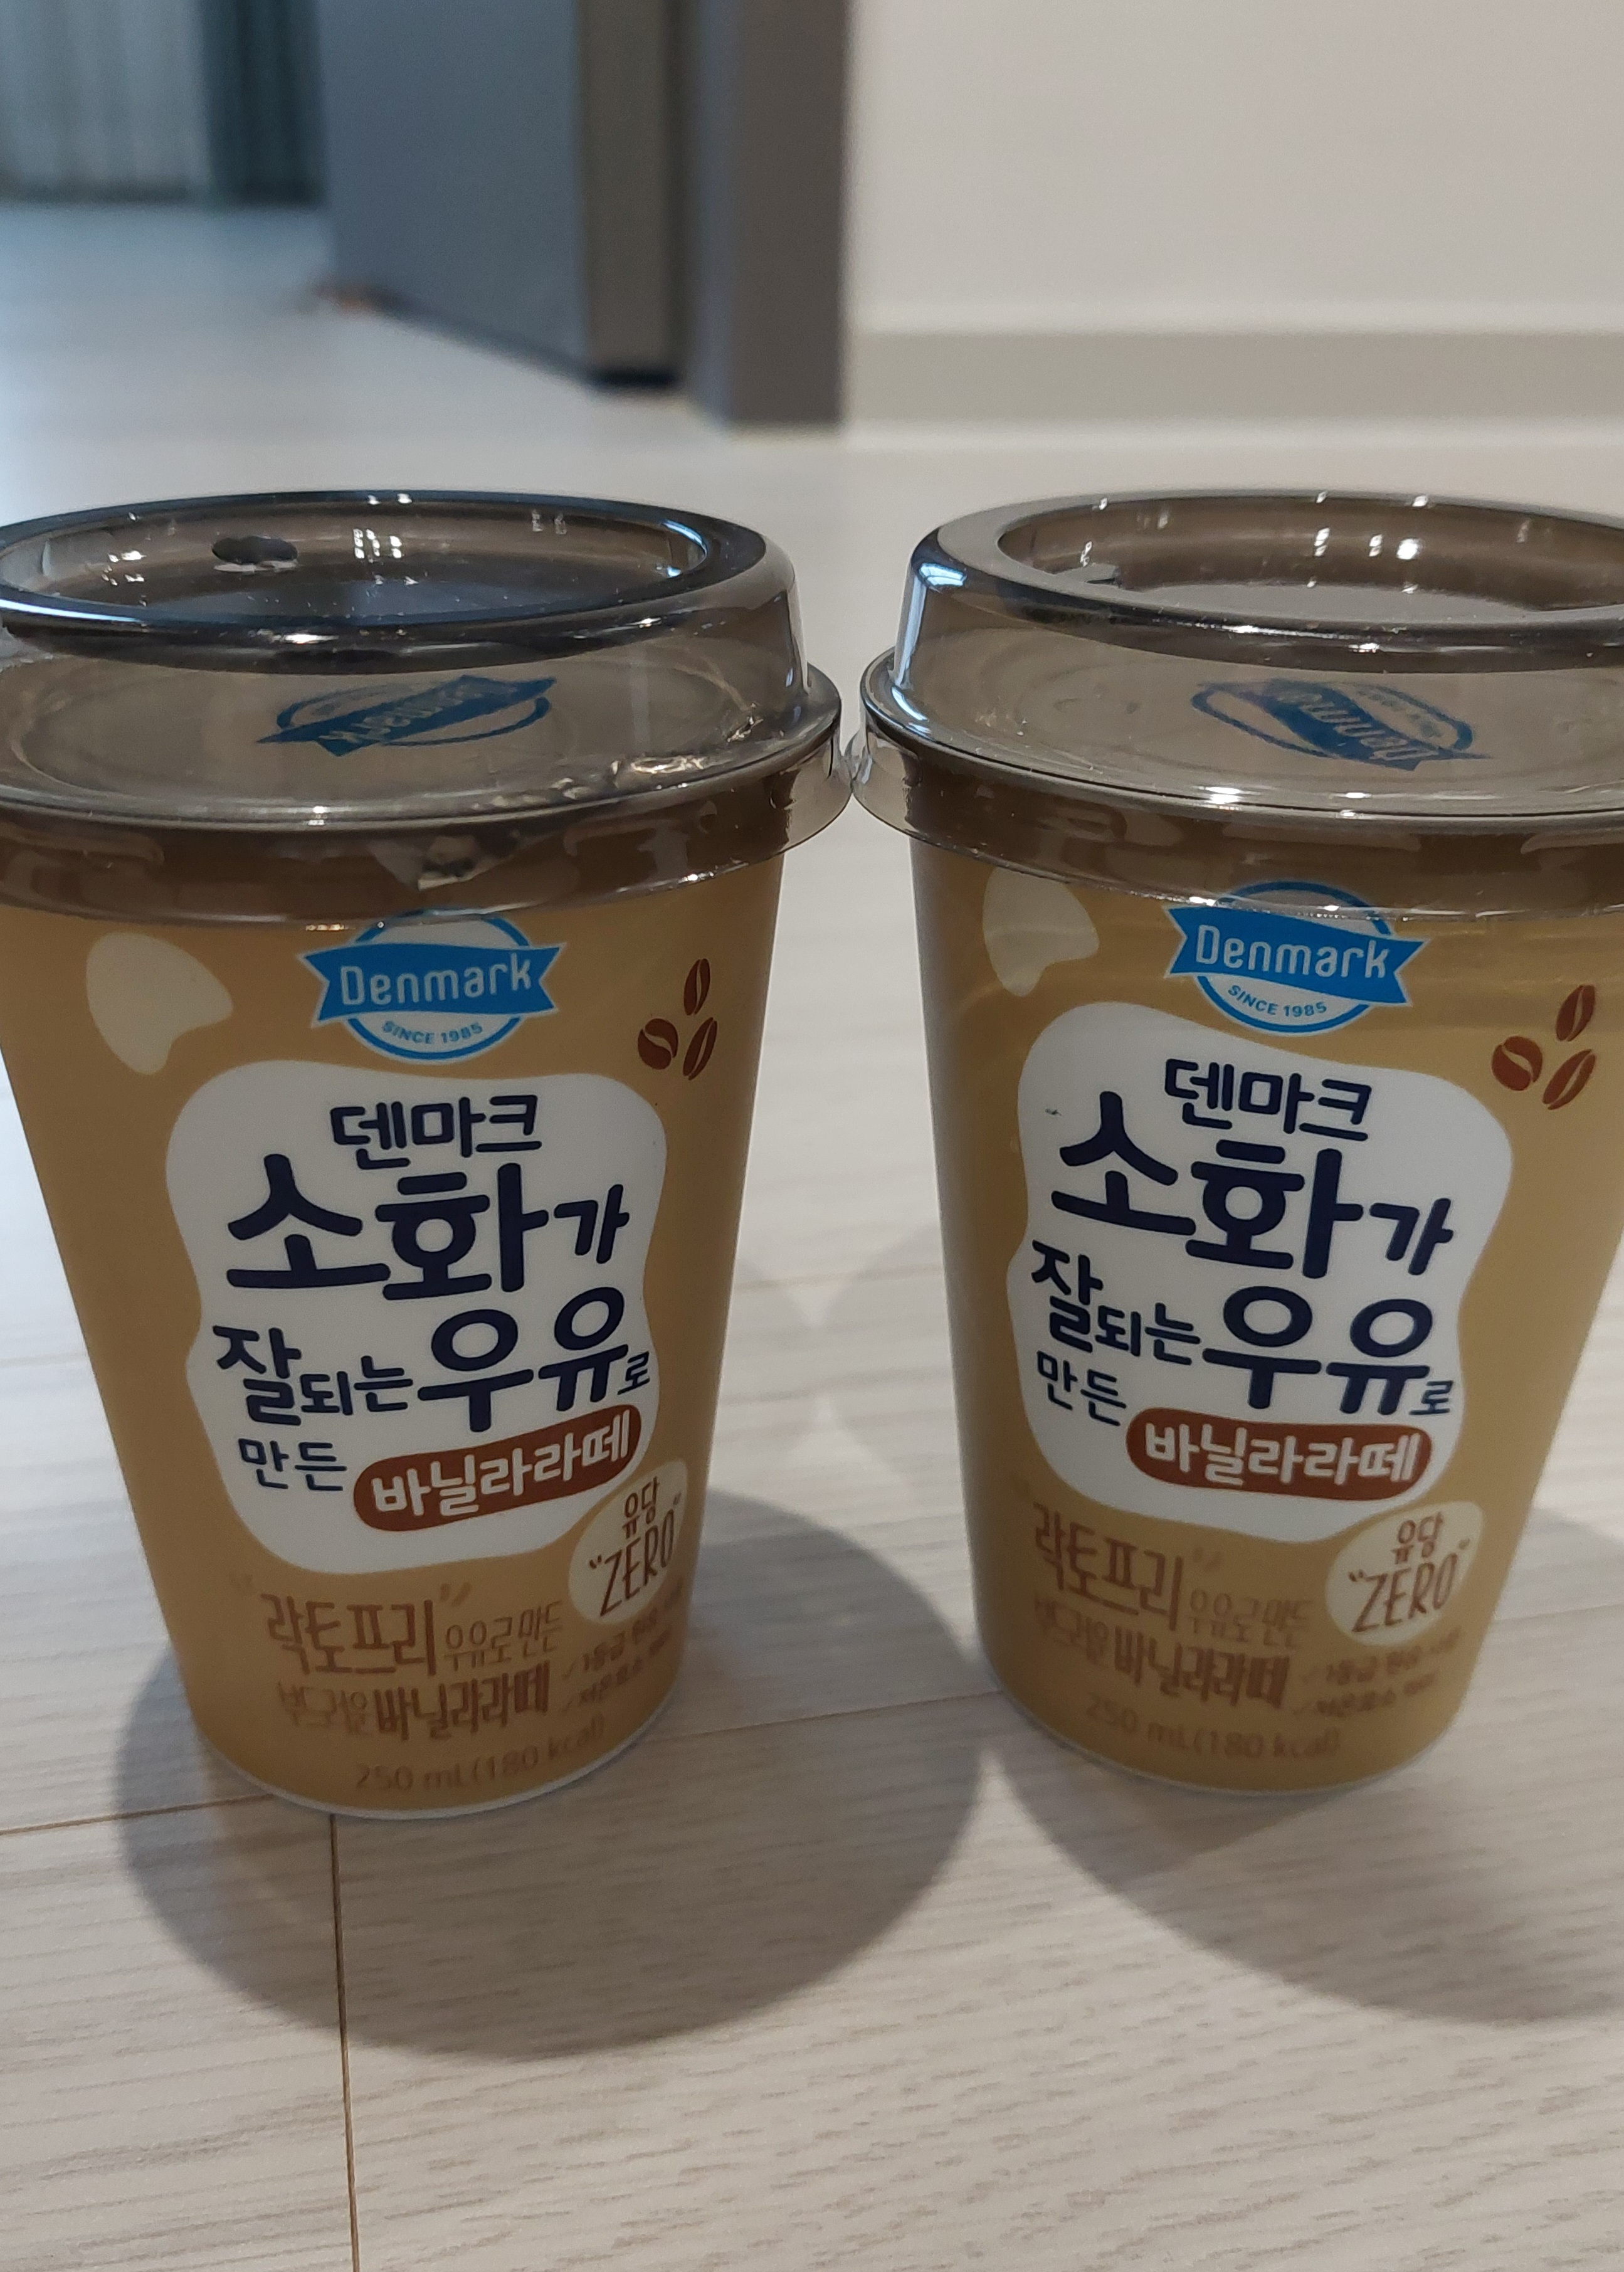 Denmark
SINCE 1985
덴마크
소화가
잘되는우유로
만든 바닐라라떼
유당
"ZERO"
"락토프리" 우유로 만든
부드러운 바닐라라떼
250 mL(180 kcal)
Denmark
SINCE 1985
덴마크
소화가
잘되는우유로
만든 바닐라라떼
유당
"ZERO"
"락토프리" 우유로 만든
부드러운 바닐라라떼
250 mL(180 kcal)